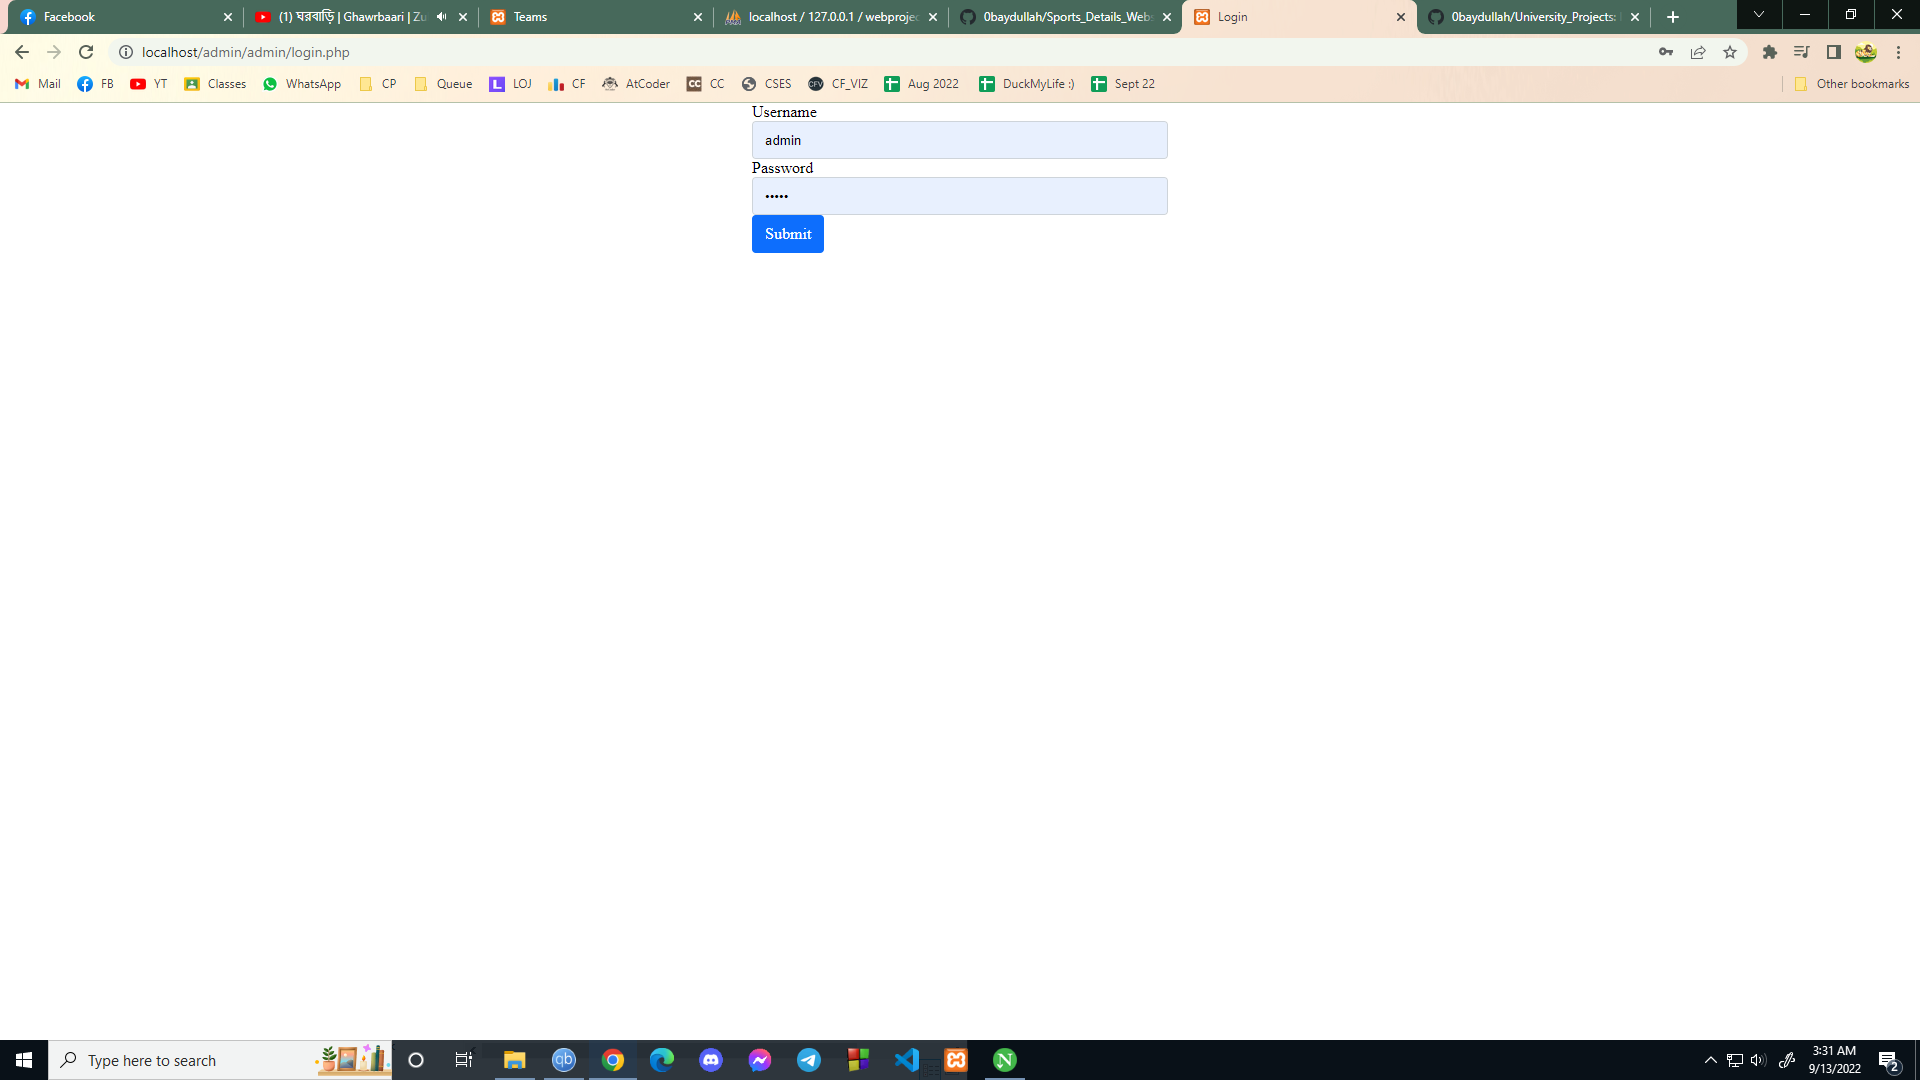 Facebook
(1) ঘরবাড়ি | Ghawrbaari | Zu
Teams
localhost / 127.0.0.1 / webprojec
0baydullah/Sports_Details_Webs
Login
0baydullah/University_Projects:
localhost/admin/admin/login.php
Mail
FB
YT
Classes
WhatsApp
CP
Queue
LOJ
CF
AtCoder
CC
CSES
CF_VIZ
Aug 2022
DuckMyLife :)
Sept 22
Other bookmarks
Username
admin
Password
•••••
Submit
Type here to search
3:31 AM
9/13/2022
2